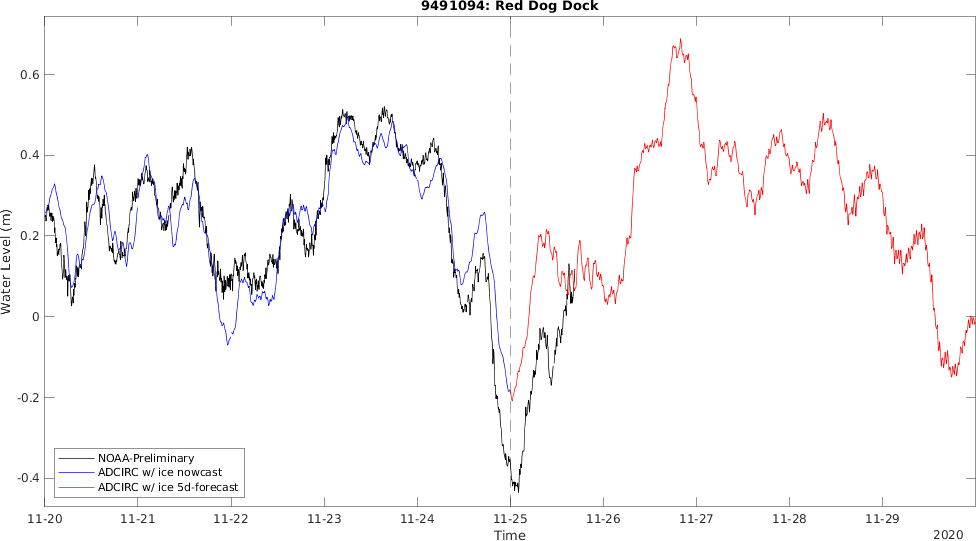 9491094: Red Dog Dock
Water Level (m)
0.6
0.4
0.2
0
-0.2
-0.4
NOAA-Preliminary
ADCIRC w/ ice nowcast
ADCIRC w/ ice 5d-forecast
11-20 11-21 11-22 11-23 11-24 11-25 11-26 11-27 11-28 11-29
Time
2020